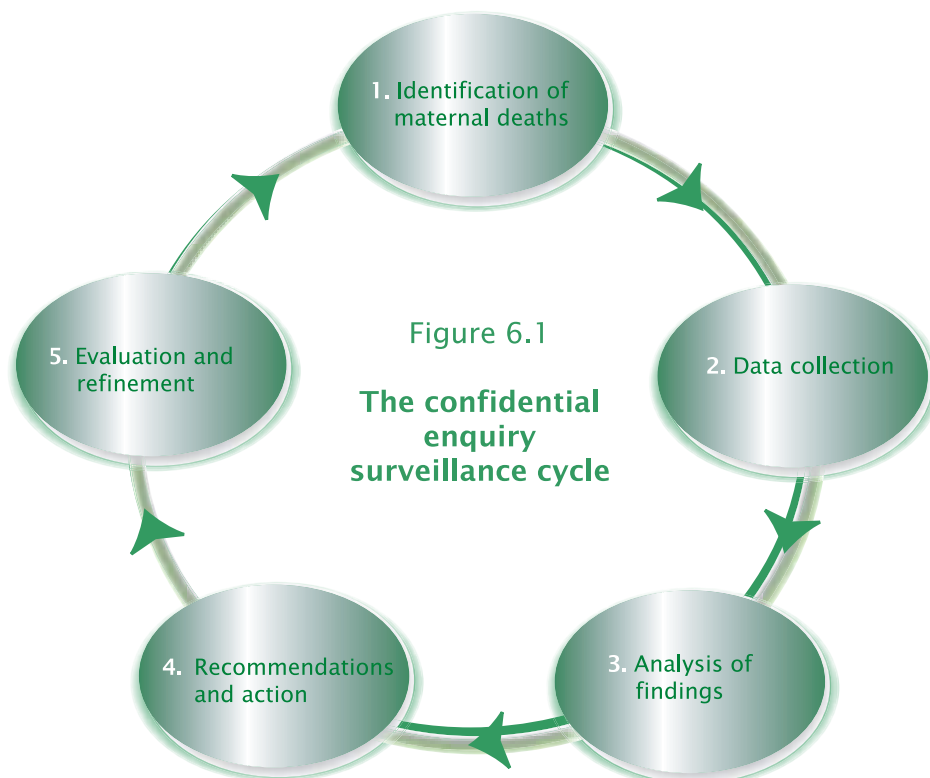 1. Identification of
maternal deaths
2. Data collection
3. Analysis of
findings
4. Recommendations
and action
5. Evaluation and
refinement
Figure 6.1
The confidential
enquiry
surveillance cycle